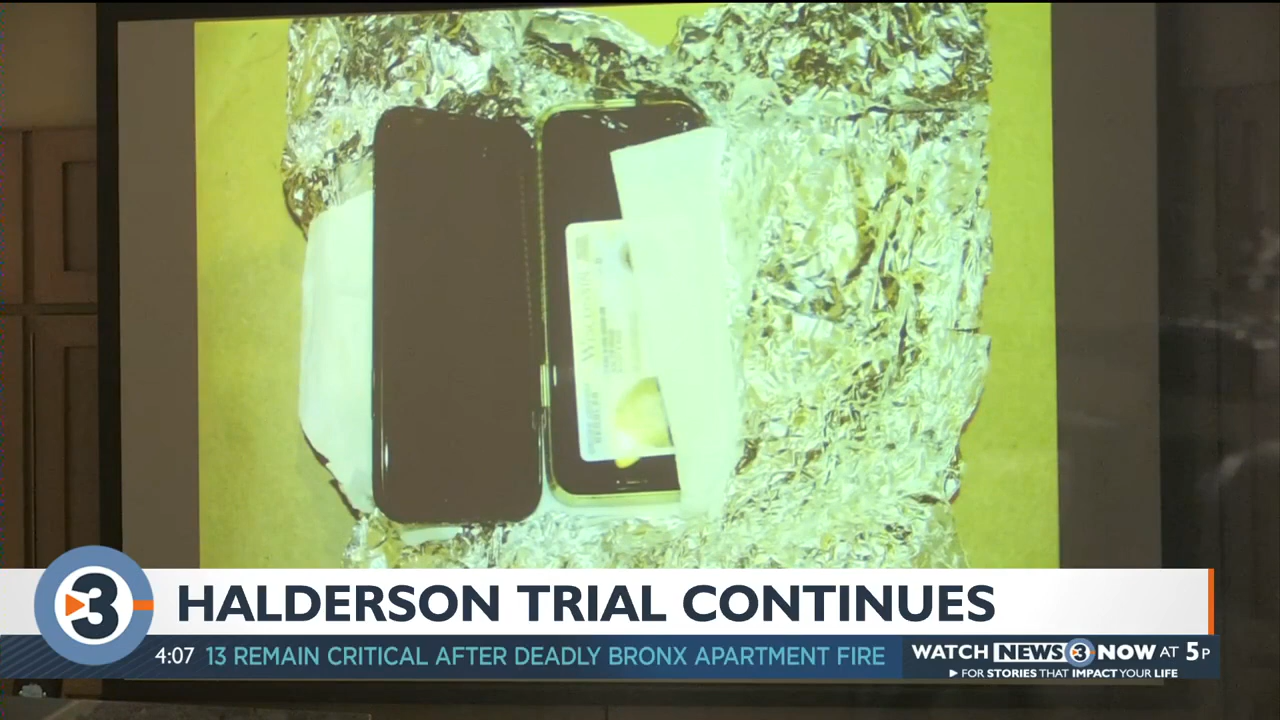 Wisconsin
3
HALDERSON TRIAL CONTINUES
4:07 13 REMAIN CRITICAL AFTER DEADLY BRONX APARTMENT FIRE
WATCH NEWS 3 NOW AT 5P
▶ FOR STORIES THAT IMPACT YOUR LIFE